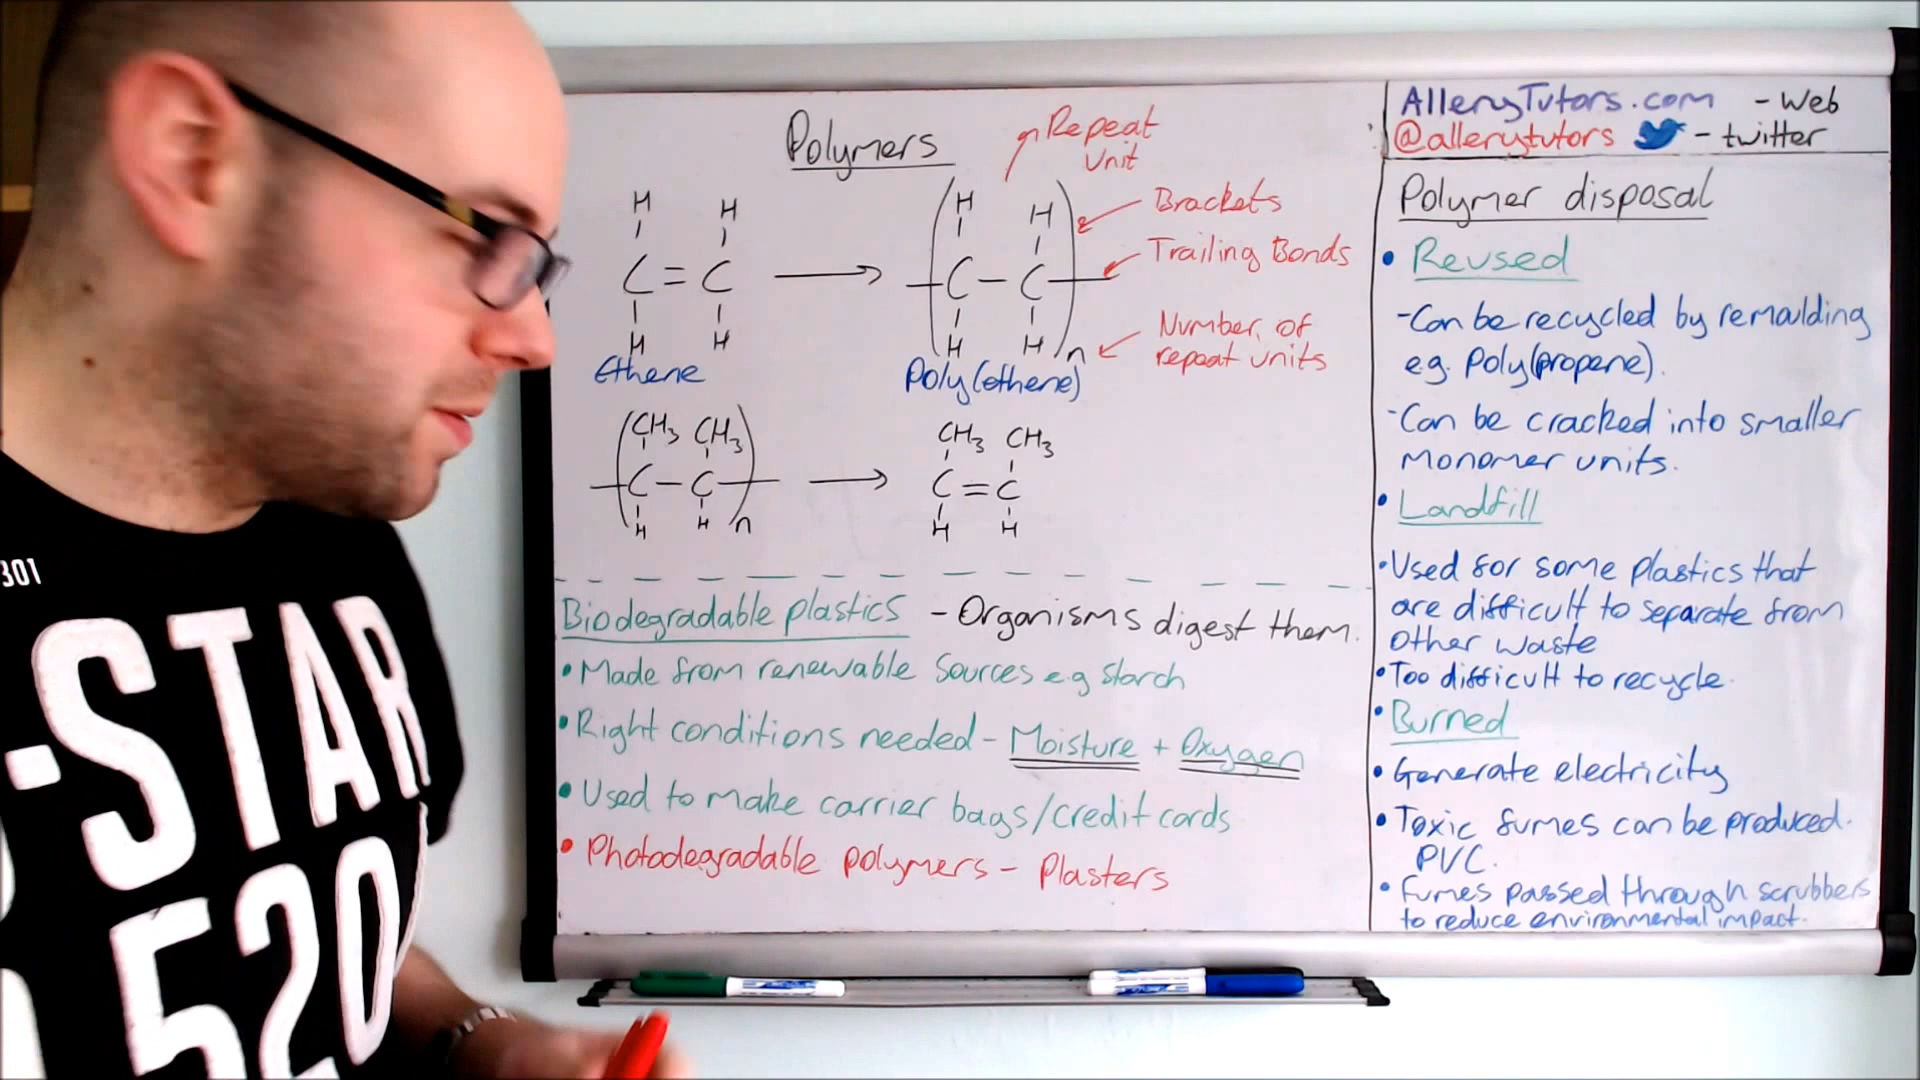 Polymers
Repeat
Unit
H H
C = C
H H
Ethene
H H
C - C
H H n
Poly(ethene)
Brackets
Trailing Bonds
Number of
repeat units
CH3 CH3
C - C
H H n
CH3 CH3
C = C
H H
Biodegradable plastics - Organisms digest them.
• Made from renewable Sources e.g starch
• Right conditions needed - Moisture + Oxygen
• Used to make carrier bags/credit cards
• Photodegradable polymers - Plasters
AlleryTutors.com - Web
@allerytutors - twitter
Polymer disposal
• Reused
- Can be recycled by remoulding
e.g. Poly(propene).
- Can be cracked into smaller
monomer units.
• Landfill
• Used for some plastics that
are difficult to separate from
other waste
• Too difficult to recycle.
• Burned
• Generate electricity
• Toxic fumes can be produced.
PVC.
• Fumes passed through scrubbers
to reduce environmental impact.
301
-STAR
520